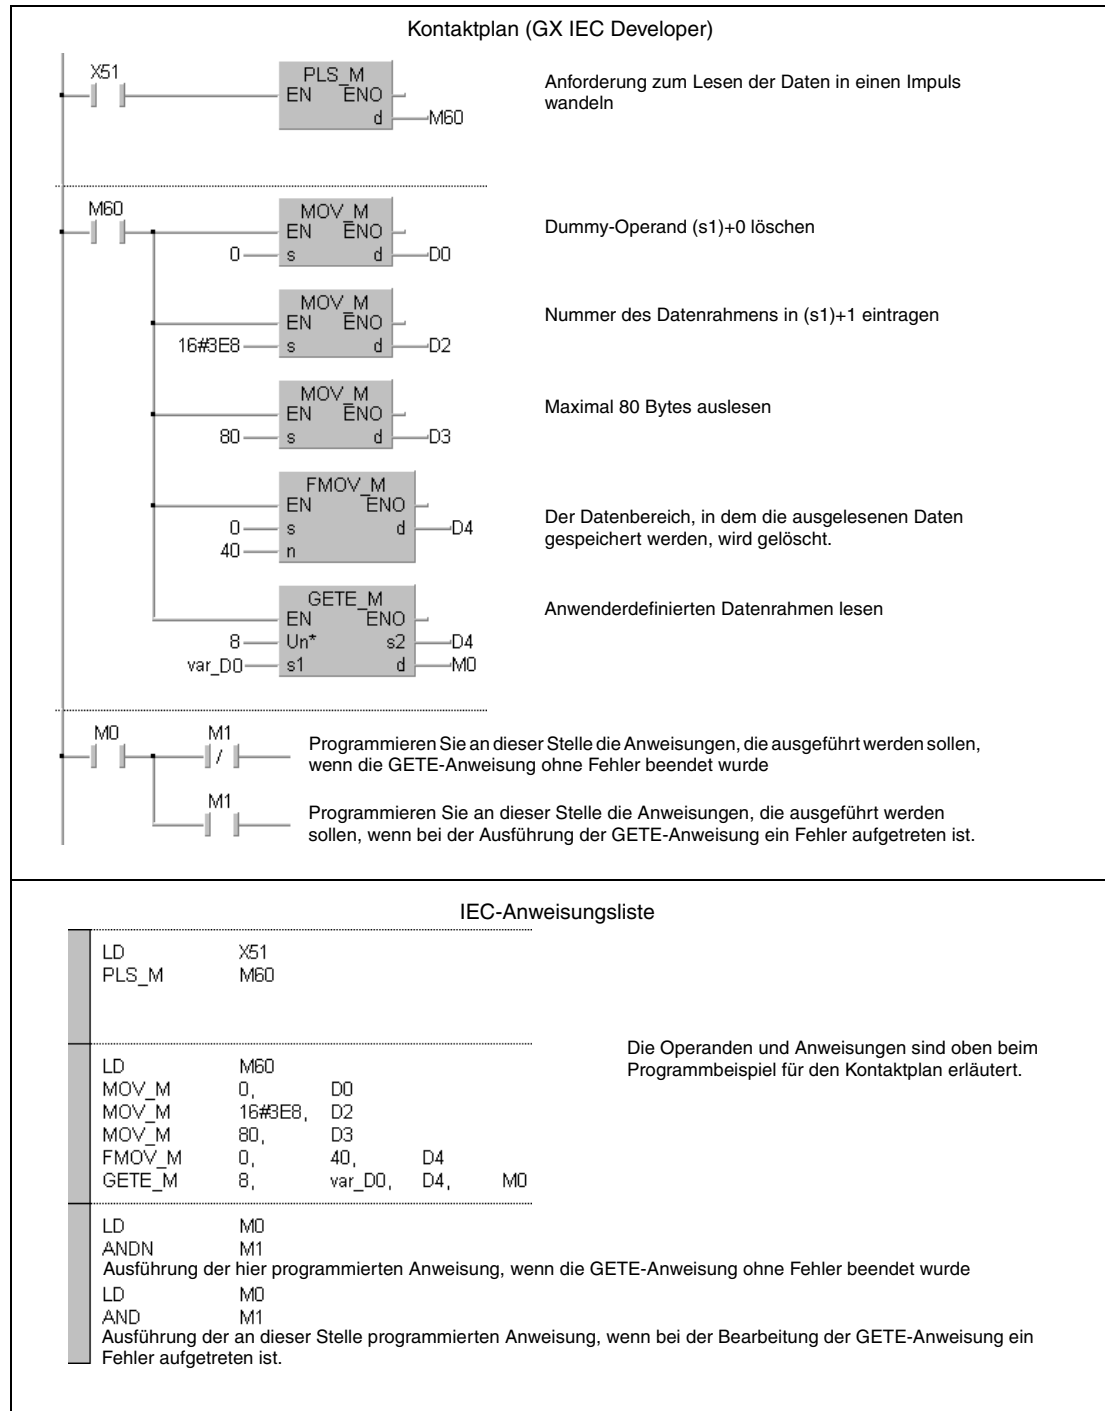 Kontaktplan (GX IEC Developer)
X51
PLS_M
EN ENO
d
M60
Anforderung zum Lesen der Daten in einen Impuls
wandeln
M60
MOV_M
EN ENO
0 s d D0
Dummy-Operand (s1)+0 löschen
MOV_M
EN ENO
16#3E8 s d D2
Nummer des Datenrahmens in (s1)+1 eintragen
MOV_M
EN ENO
80 s d D3
Maximal 80 Bytes auslesen
FMOV_M
EN ENO
0 s d D4
40 n
Der Datenbereich, in dem die ausgelesenen Daten
gespeichert werden, wird gelöscht.
GETE_M
EN ENO
8 Un* s2 D4
var_D0 s1 d M0
Anwenderdefinierten Datenrahmen lesen
M0 M1
/
Programmieren Sie an dieser Stelle die Anweisungen, die ausgeführt werden sollen,
wenn die GETE-Anweisung ohne Fehler beendet wurde
M1
Programmieren Sie an dieser Stelle die Anweisungen, die ausgeführt werden
sollen, wenn bei der Ausführung der GETE-Anweisung ein Fehler aufgetreten ist.
IEC-Anweisungsliste
LD X51
PLS_M M60
Die Operanden und Anweisungen sind oben beim
Programmbeispiel für den Kontaktplan erläutert.
LD M60
MOV_M 0, D0
MOV_M 16#3E8, D2
MOV_M 80, D3
FMOV_M 0, 40, D4
GETE_M 8, var_D0, D4, M0
LD M0
ANDN M1
Ausführung der hier programmierten Anweisung, wenn die GETE-Anweisung ohne Fehler beendet wurde
LD M0
AND M1
Ausführung der an dieser Stelle programmierten Anweisung, wenn bei der Bearbeitung der GETE-Anweisung ein
Fehler aufgetreten ist.